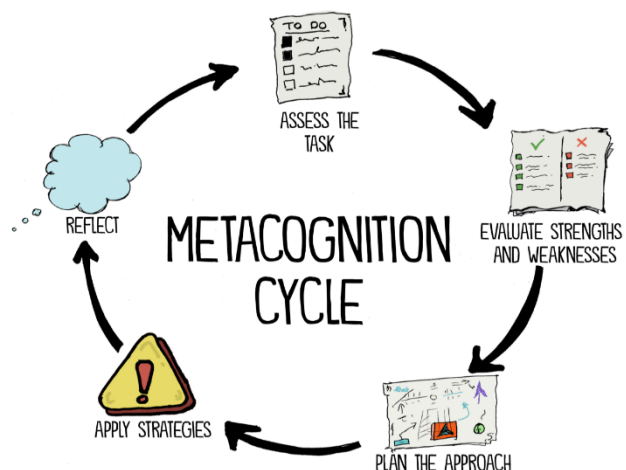 TO DO
ASSESS THE
TASK
EVALUATE STRENGTHS
AND WEAKNESSES
PLAN THE APPROACH
APPLY STRATEGIES
REFLECT
METACOGNITION
CYCLE